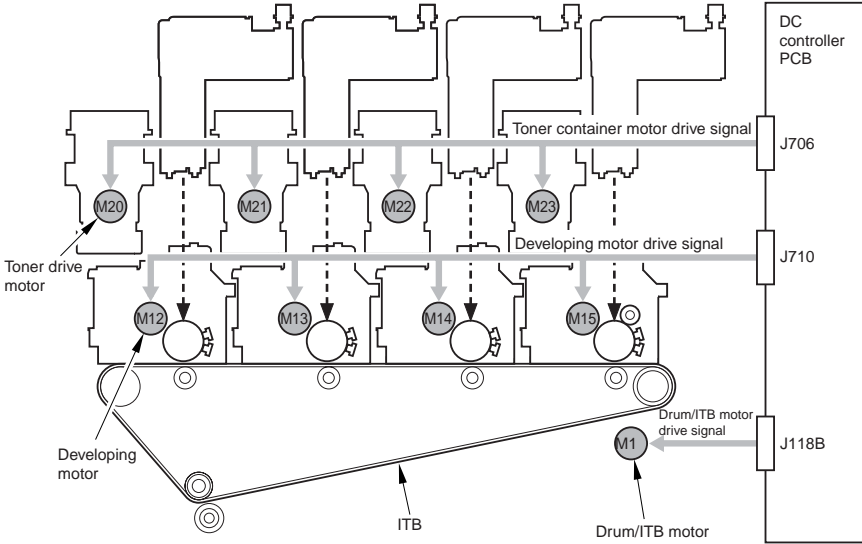 DC
controller
PCB
Toner container motor drive signal
J706
M20
M21
M22
M23
Developing motor drive signal
J710
Toner drive
motor
M12
M13
M14
M15
Drum/ITB motor
drive signal
M1
J118B
Developing
motor
ITB
Drum/ITB motor